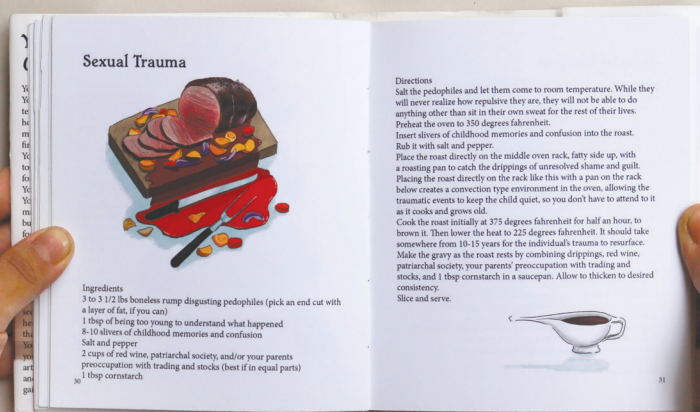 Sexual Trauma
Ingredients
3 to 3 1/2 lbs boneless rump disgusting pedophiles (pick an end cut with
a layer of fat, if you can)
1 tbsp of being too young to understand what happened
8-10 slivers of childhood memories and confusion
Salt and pepper
2 cups of red wine, patriarchal society, and/or your parents
preoccupation with trading and stocks (best if in equal parts)
1 tbsp cornstarch
30
Directions
Salt the pedophiles and let them come to room temperature. While they
will never realize how repulsive they are, they will not be able to do
anything other than sit in their own sweat for the rest of their lives.
Preheat the oven to 350 degrees fahrenheit.
Insert slivers of childhood memories and confusion into the roast.
Rub it with salt and pepper.
Place the roast directly on the middle oven rack, fatty side up, with
a roasting pan to catch the drippings of unresolved shame and guilt.
Placing the roast directly on the rack like this with a pan on the rack
below creates a convection type environment in the oven, allowing the
traumatic events to keep the child quiet, so you don't have to attend to it
as it cooks and grows old.
Cook the roast initially at 375 degrees fahrenheit for half an hour, to
brown it. Then lower the heat to 225 degrees fahrenheit. It should take
somewhere from 10-15 years for the individual's trauma to resurface.
Make the gravy as the roast rests by combining drippings, red wine,
patriarchal society, your parents' preoccupation with trading and
stocks, and 1 tbsp cornstarch in a saucepan. Allow to thicken to desired
consistency.
Slice and serve.
31